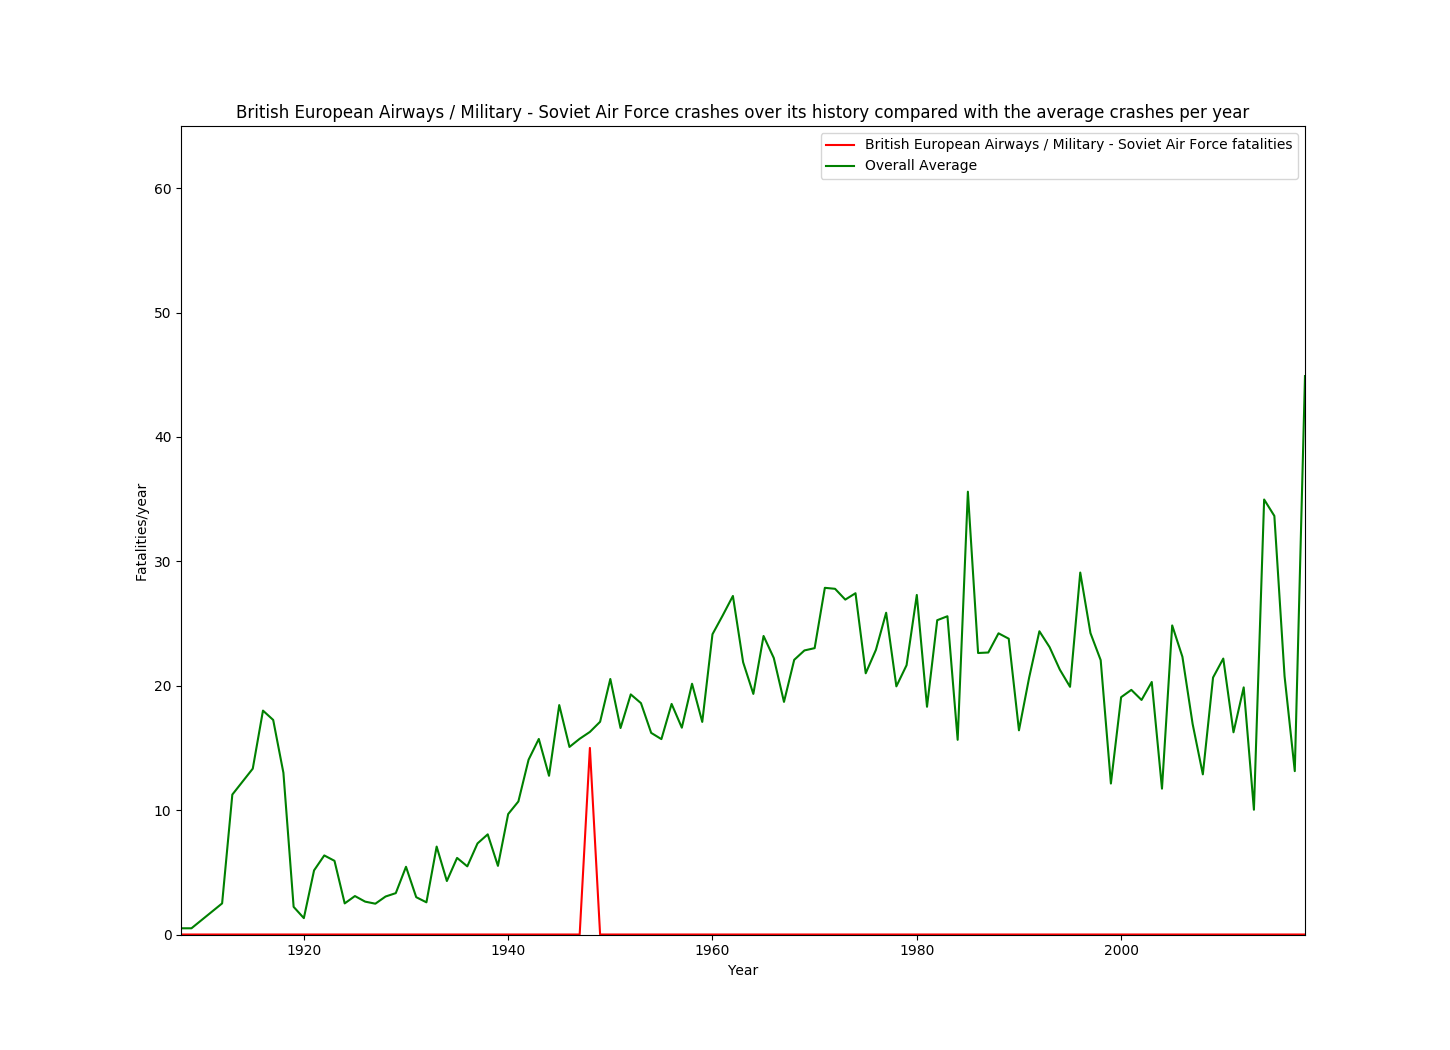 British European Airways / Military - Soviet Air Force crashes over its history compared with the average crashes per year
British European Airways / Military - Soviet Air Force fatalities
Overall Average
60
50
40
30
20
10
0
Fatalities/year
1920 1940 1960 1980 2000
Year